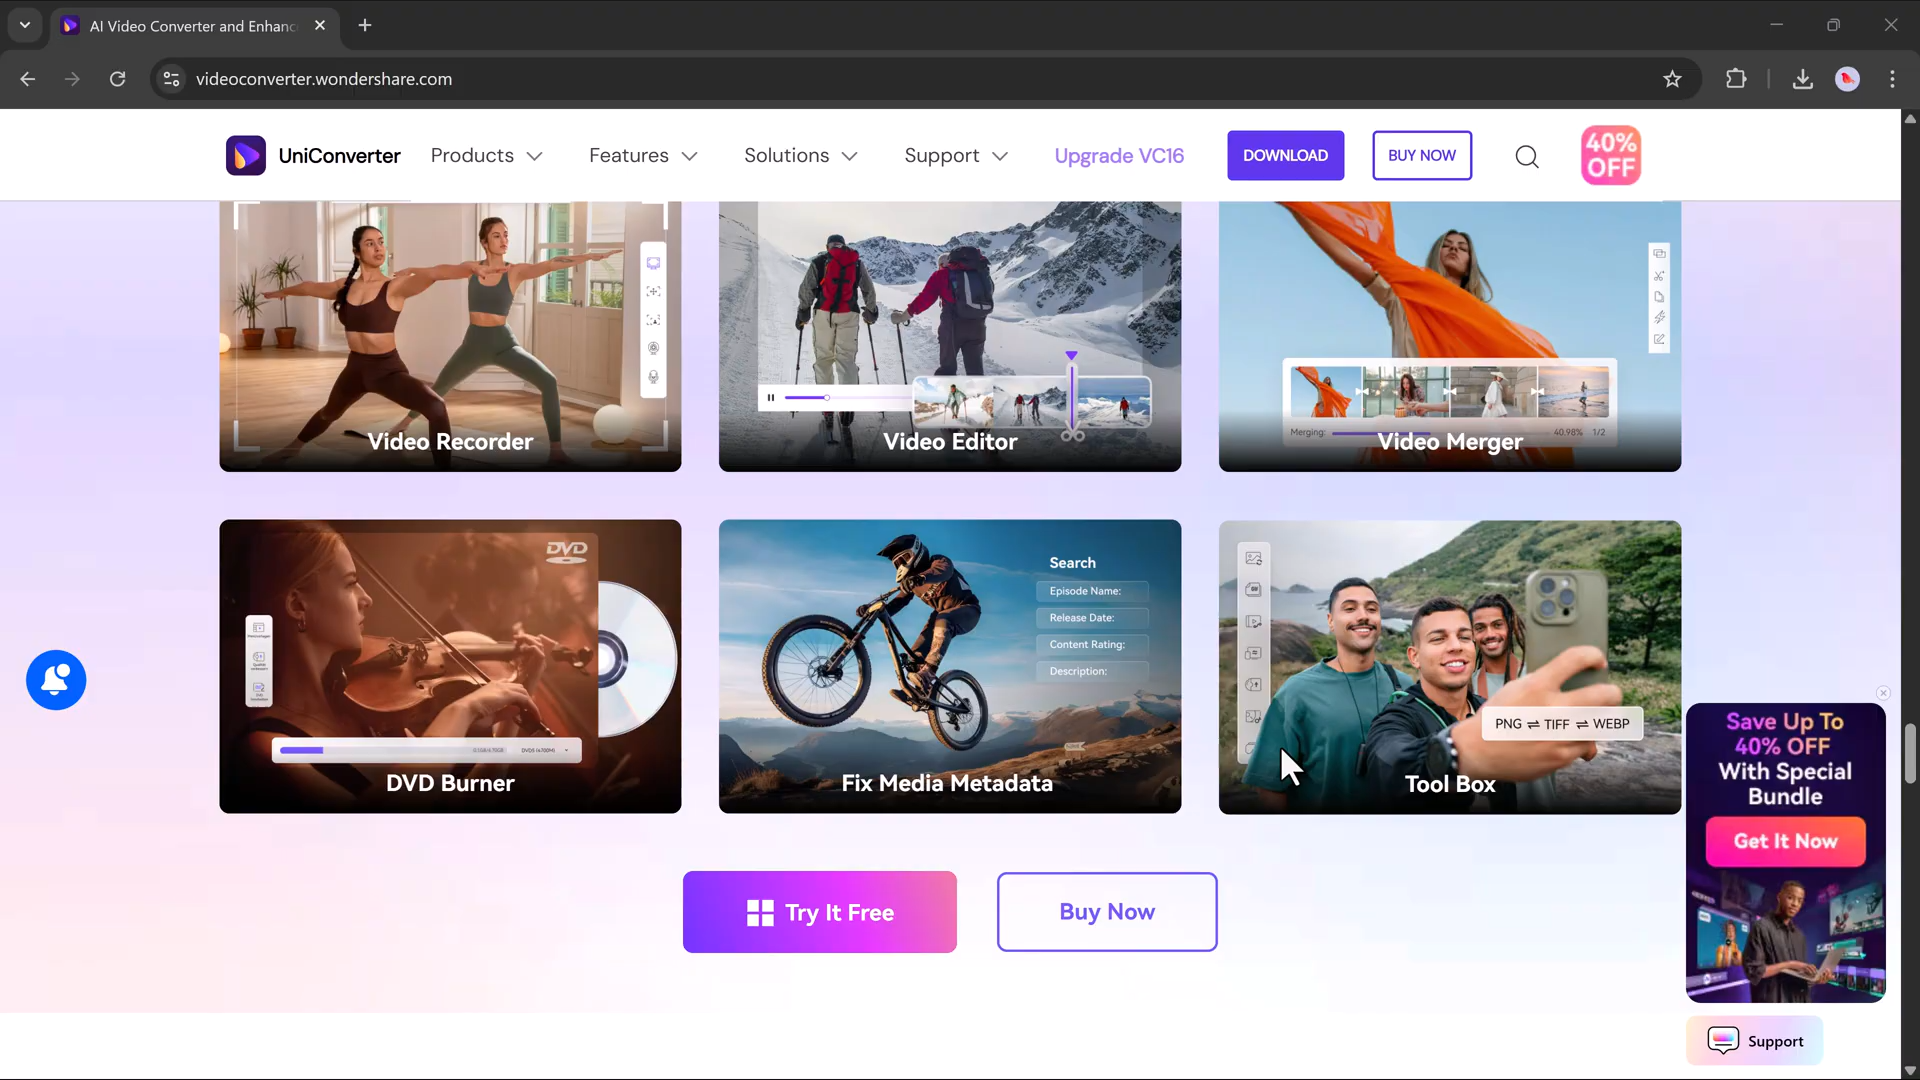 AI Video Converter and Enhanc
videoconverter.wondershare.com
UniConverter
Products
Features
Solutions
Support
Upgrade VC16
DOWNLOAD
BUY NOW
40%
OFF
Video Recorder
Video Editor
Merging:
40.98%
1/2
Video Merger
DVD
DVD5 (4700M)
DVD Burner
Search
Episode Name:
Release Date:
Content Rating:
Description:
Fix Media Metadata
PNG ⇌ TIFF ⇌ WEBP
Tool Box
Save Up To
40% OFF
With Special
Bundle
Get It Now
Try It Free
Buy Now
Support